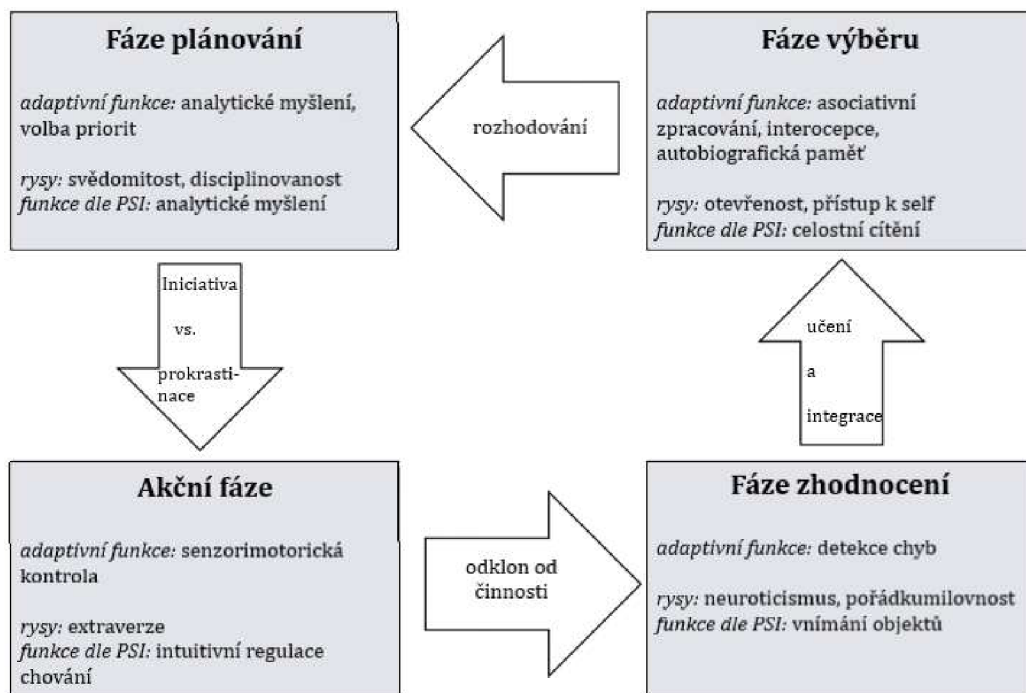 Fáze plánování
adaptivní funkce: analytické myšlení,
volba priorit
rysy: svědomitost, disciplinovanost
funkce dle PSI: analytické myšlení
rozhodování
Fáze výběru
adaptivní funkce: asociativní
zpracování, interocepce,
autobiografická paměť
rysy: otevřenost, přístup k self
funkce dle PSI: celostní cítění
Iniciativa
vs.
prokrasti-
nace
učení
a
integrace
Akční fáze
adaptivní funkce: senzorimotorická
kontrola
rysy: extraverze
funkce dle PSI: intuitivní regulace
chování
odklon od
činnosti
Fáze zhodnocení
adaptivní funkce: detekce chyb
rysy: neuroticismus, pořádkumilovnost
funkce dle PSI: vnímání objektů